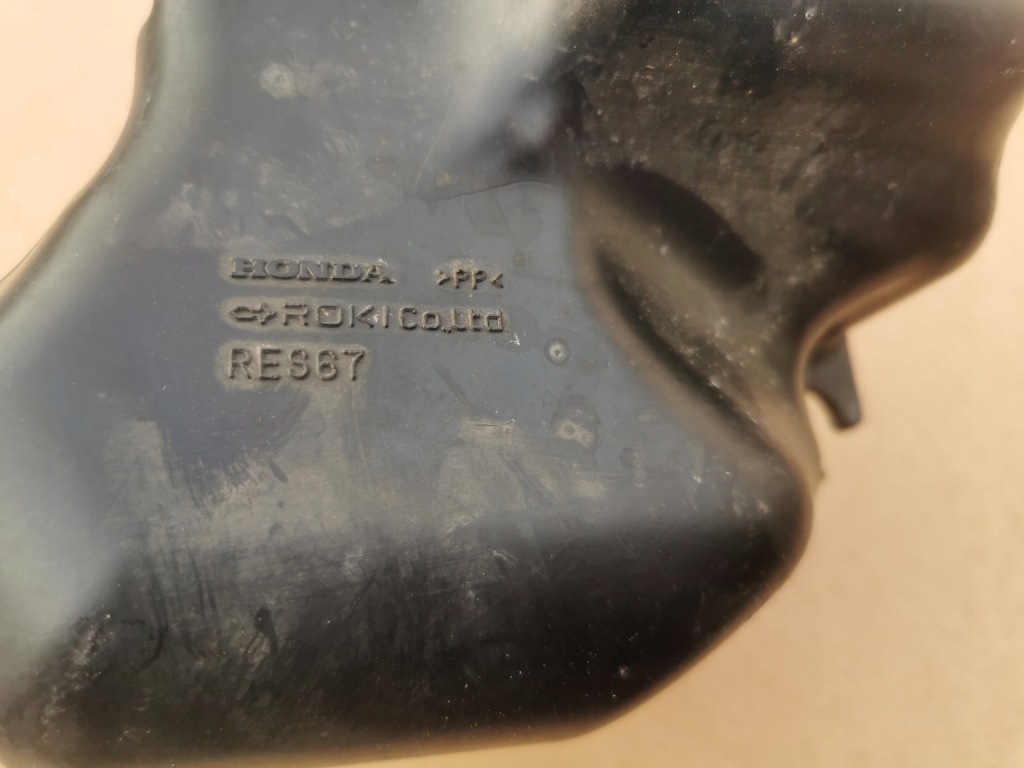 HONDA >PP<
ROKI Co.,Ltd
RES67